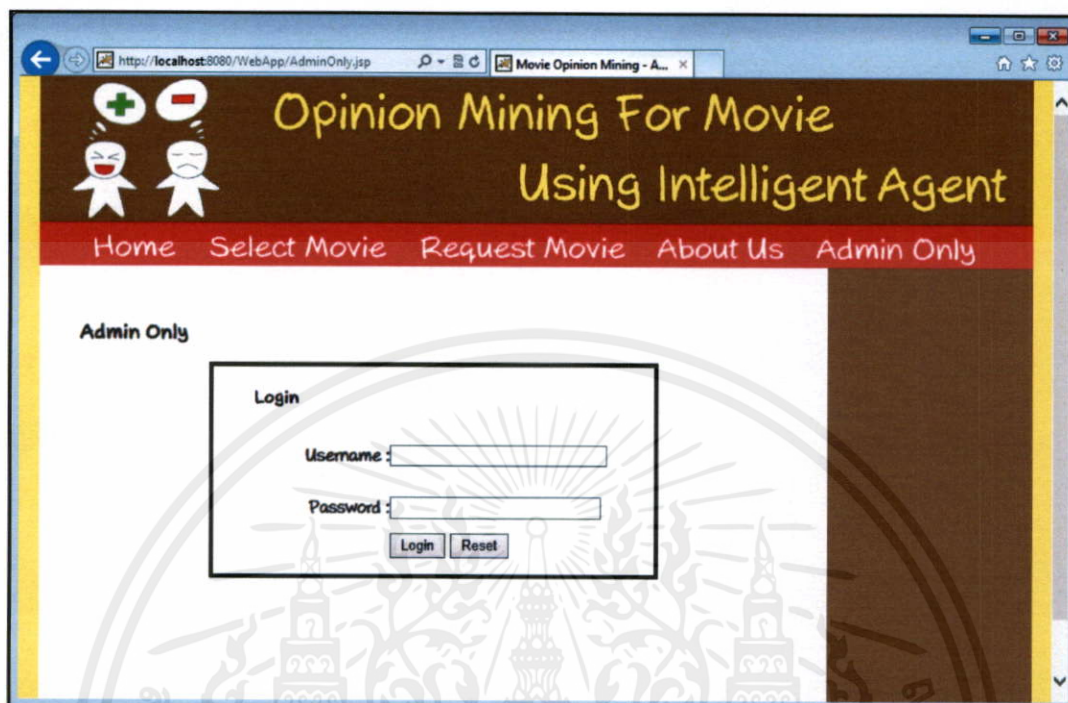 http://localhost:8080/WebApp/AdminOnly.jsp
Movie Opinion Mining - A...
Opinion Mining For Movie
Using Intelligent Agent
Home Select Movie Request Movie About Us Admin Only
Admin Only
Login
Username :
Password :
Login Reset